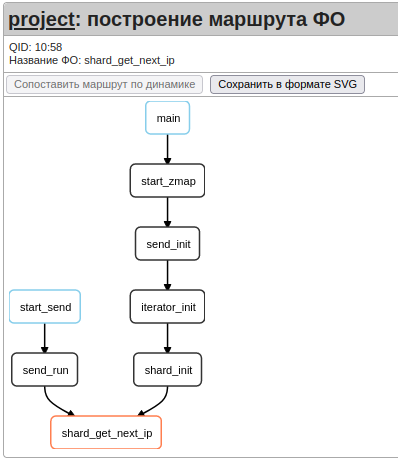 project: построение маршрута ФО
QID: 10:58
Название ФО: shard_get_next_ip
Сопоставить маршрут по динамике
Сохранить в формате SVG
main
start_zmap
send_init
start_send
iterator_init
send_run
shard_init
shard_get_next_ip